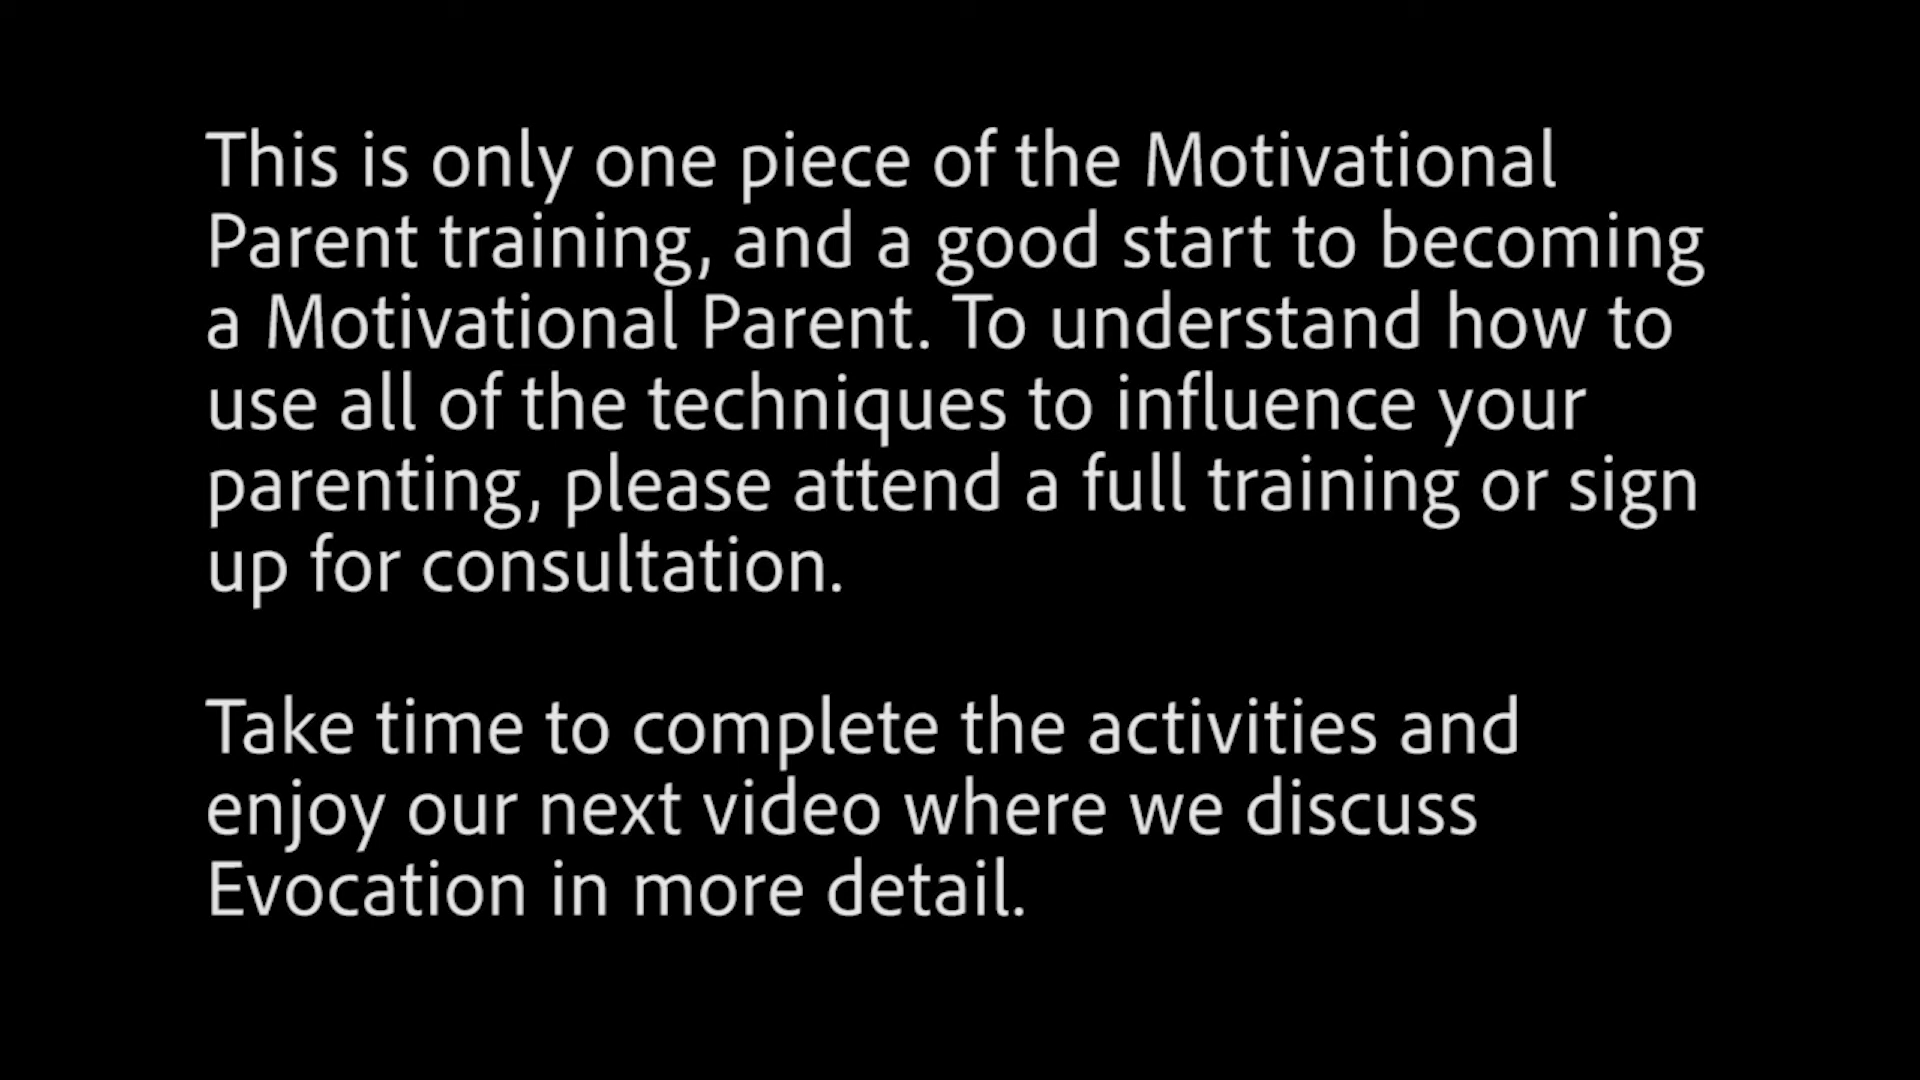 This is only one piece of the Motivational
Parent training, and a good start to becoming
a Motivational Parent. To understand how to
use all of the techniques to influence your
parenting, please attend a full training or sign
up for consultation.
Take time to complete the activities and
enjoy our next video where we discuss
Evocation in more detail.